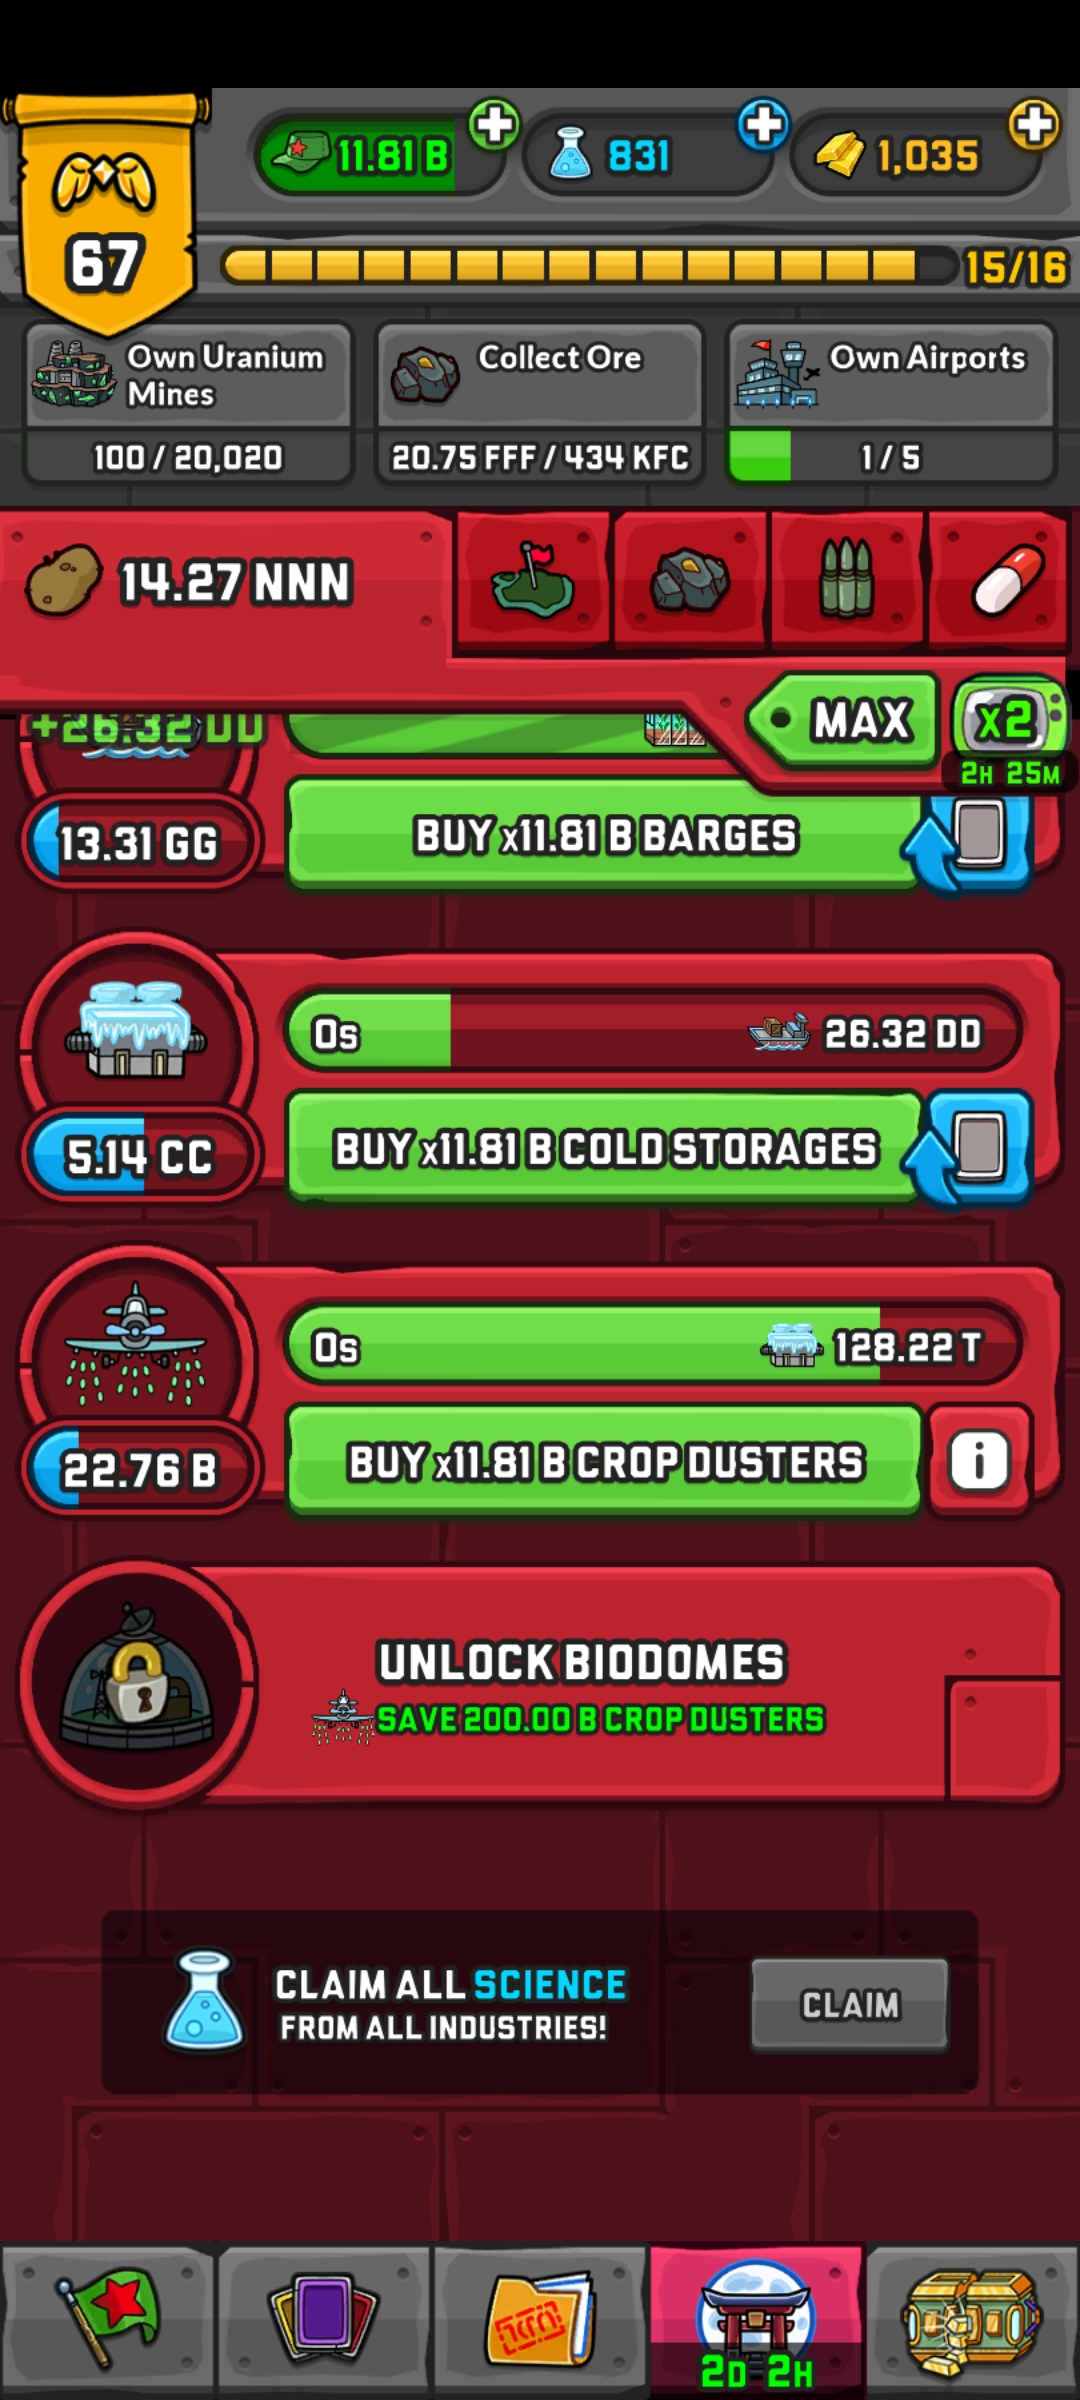 11.81 B
831
1,035
67
15/16
Own Uranium
Mines
100 / 20,020
Collect Ore
20.75 FFF / 434 KFC
Own Airports
1 / 5
14.27 NNN
MAX
x2
2H 25M
+26.32 DD
13.31 GG
BUY x11.81 B BARGES
0s
26.32 DD
5.14 CC
BUY x11.81 B COLD STORAGES
0s
128.22 T
22.76 B
BUY x11.81 B CROP DUSTERS
i
UNLOCK BIODOMES
SAVE 200.00 B CROP DUSTERS
CLAIM ALL SCIENCE
FROM ALL INDUSTRIES!
CLAIM
2D 2H